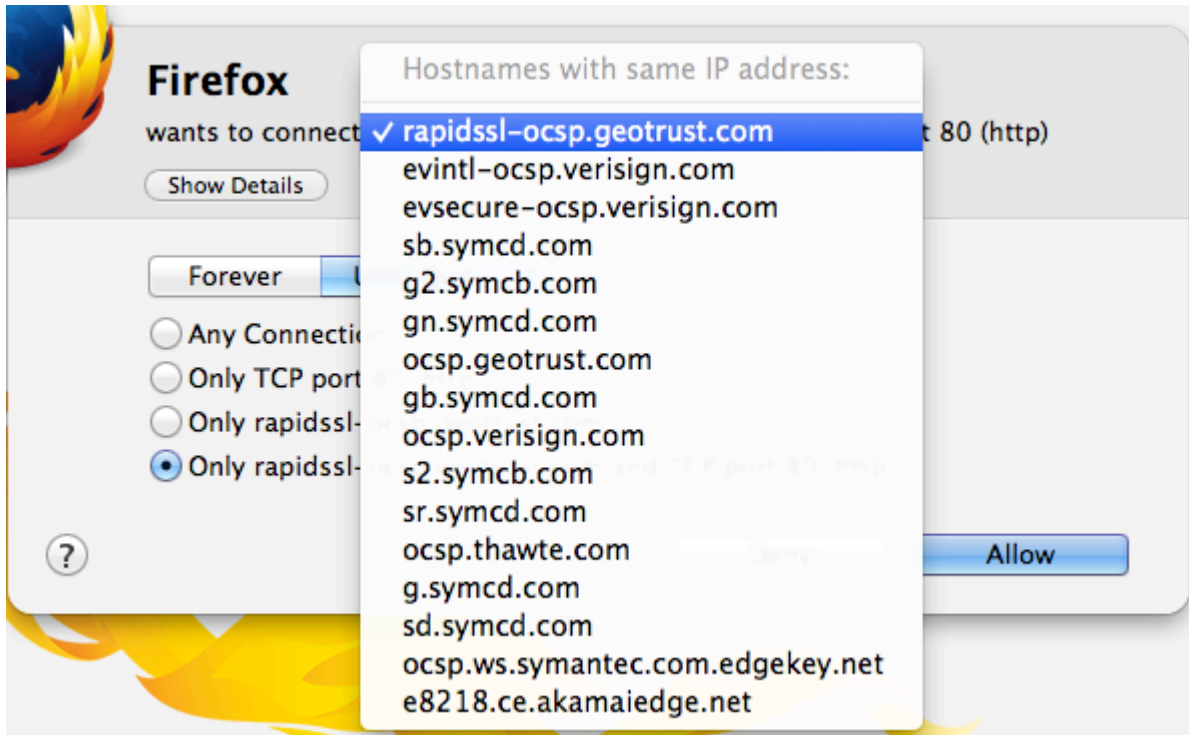 Firefox
wants to connect
t 80 (http)
Show Details
Hostnames with same IP address:
✓ rapidssl-ocsp.geotrust.com
evintl-ocsp.verisign.com
evsecure-ocsp.verisign.com
sb.symcd.com
g2.symcb.com
gn.symcd.com
ocsp.geotrust.com
gb.symcd.com
ocsp.verisign.com
s2.symcb.com
sr.symcd.com
ocsp.thawte.com
g.symcd.com
sd.symcd.com
ocsp.ws.symantec.com.edgekey.net
e8218.ce.akamaiedge.net
Forever
Any Connectio
Only TCP port
Only rapidssl-
Only rapidssl-
?
Allow